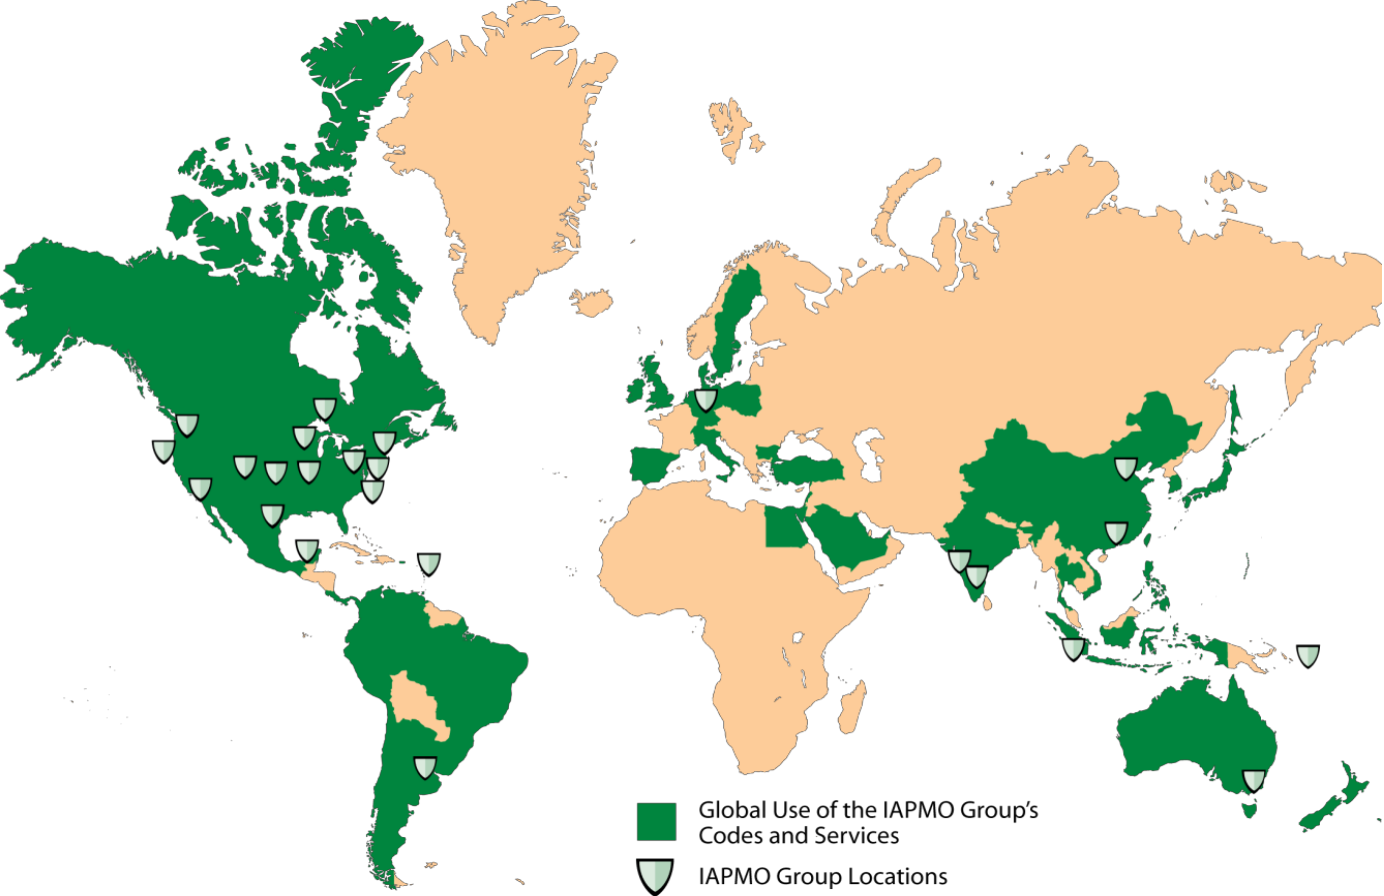 Global Use of the IAPMO Group's
Codes and Services
IAPMO Group Locations